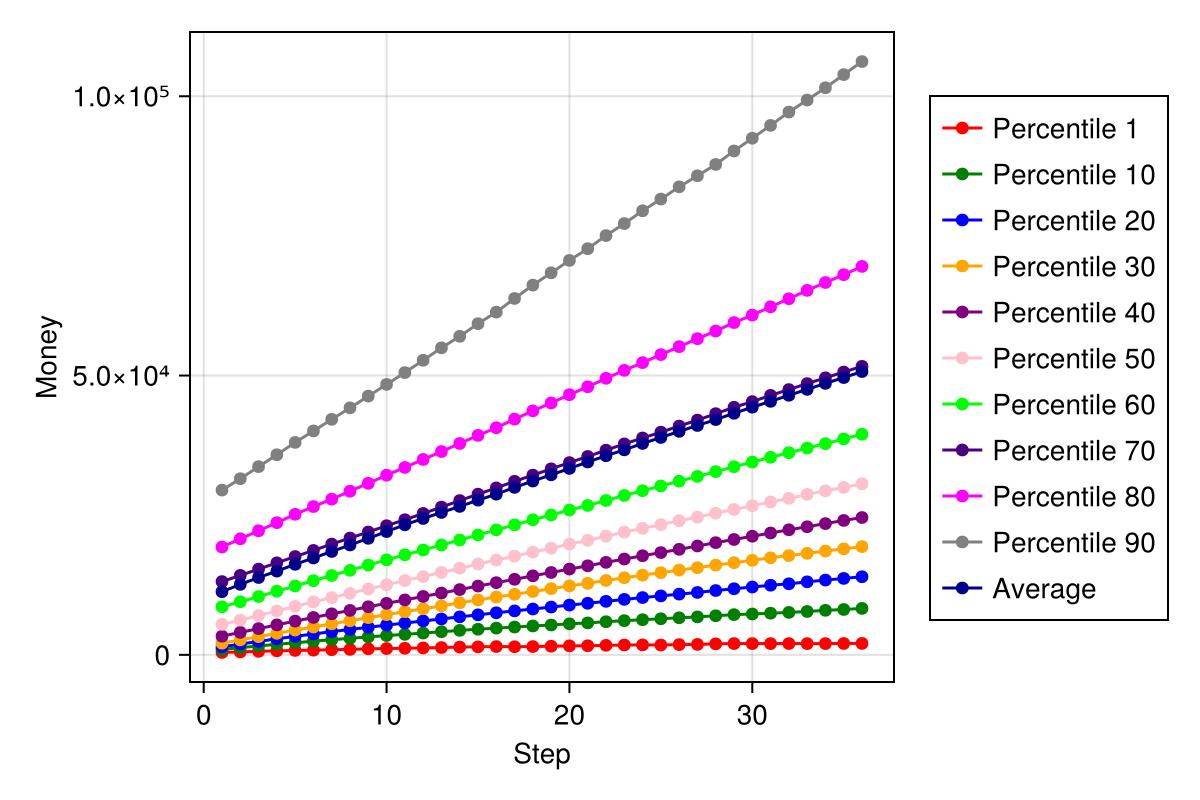 1.0×10⁵
5.0×10⁴
0
Money
0 10 20 30
Step
Percentile 1
Percentile 10
Percentile 20
Percentile 30
Percentile 40
Percentile 50
Percentile 60
Percentile 70
Percentile 80
Percentile 90
Average